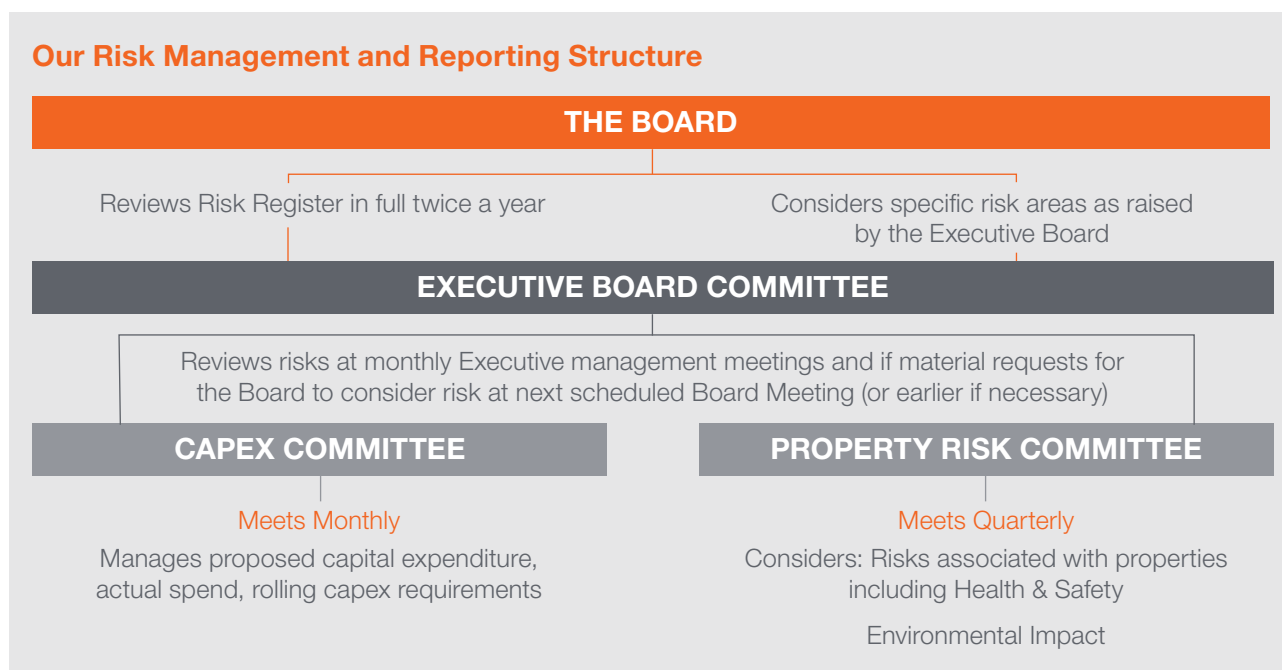 Our Risk Management and Reporting Structure
THE BOARD
Reviews Risk Register in full twice a year
Considers specific risk areas as raised
by the Executive Board
EXECUTIVE BOARD COMMITTEE
Reviews risks at monthly Executive management meetings and if material requests for
the Board to consider risk at next scheduled Board Meeting (or earlier if necessary)
CAPEX COMMITTEE
Meets Monthly
Manages proposed capital expenditure,
actual spend, rolling capex requirements
PROPERTY RISK COMMITTEE
Meets Quarterly
Considers: Risks associated with properties
including Health & Safety
Environmental Impact